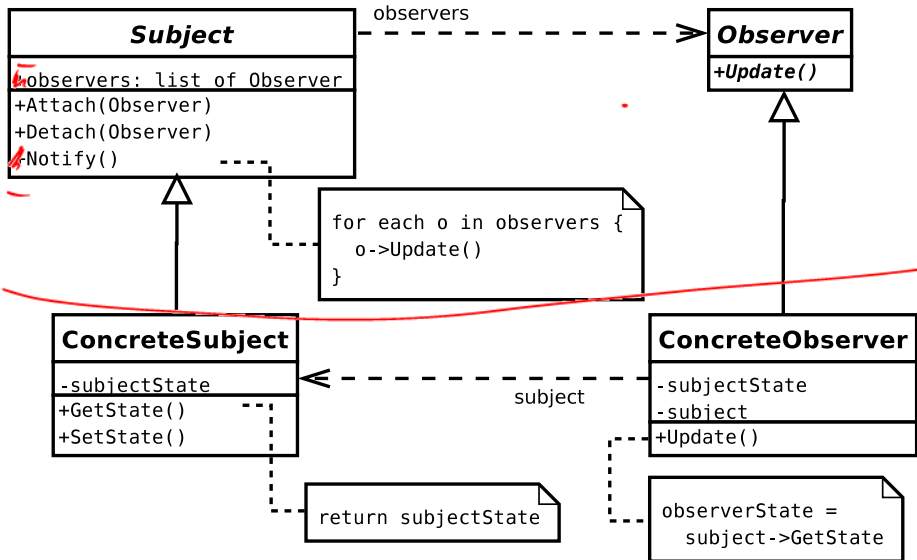 observers
Subject
observers: list of Observer
+Attach(Observer)
+Detach(Observer)
Notify()
Observer
+Update()
for each o in observers {
o->Update()
}
ConcreteSubject
-subjectState
+GetState()
+SetState()
subject
ConcreteObserver
-subjectState
-subject
+Update()
return subjectState
observerState =
subject->GetState